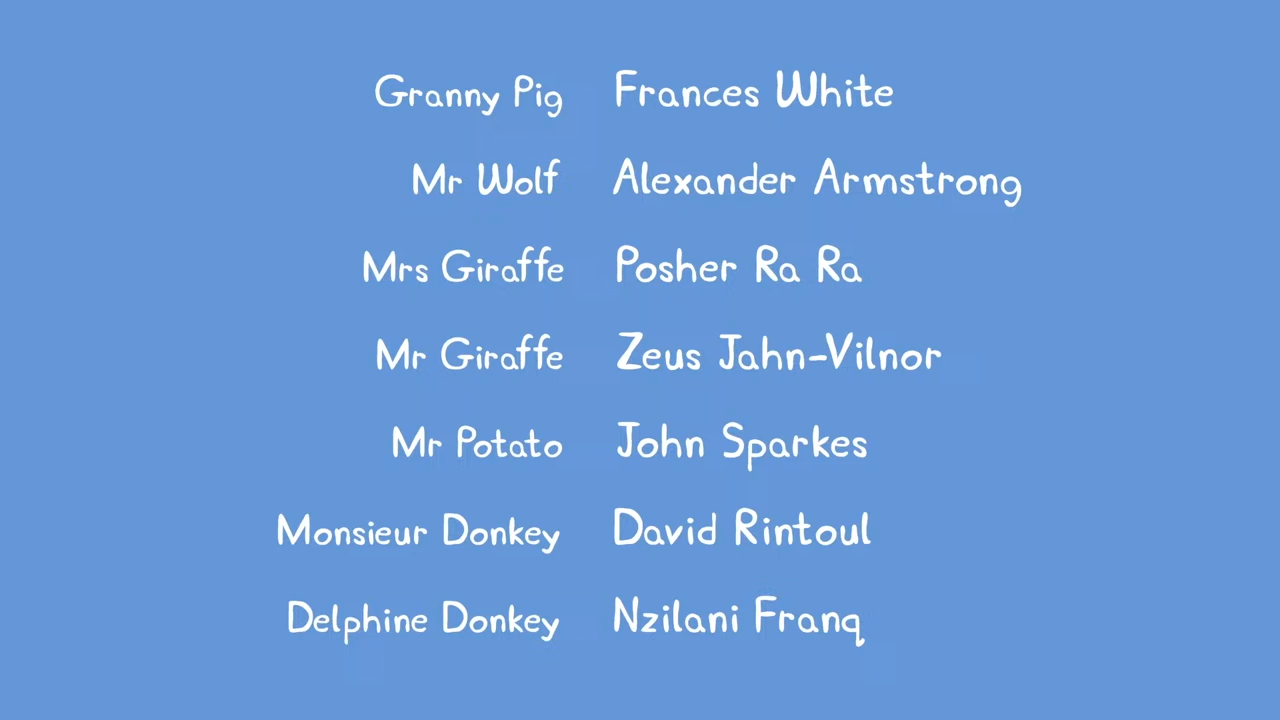 Granny Pig Frances White
Mr Wolf Alexander Armstrong
Mrs Giraffe Posher Ra Ra
Mr Giraffe Zeus Jahn-Vilnor
Mr Potato John Sparkes
Monsieur Donkey David Rintoul
Delphine Donkey Nzilani Franq